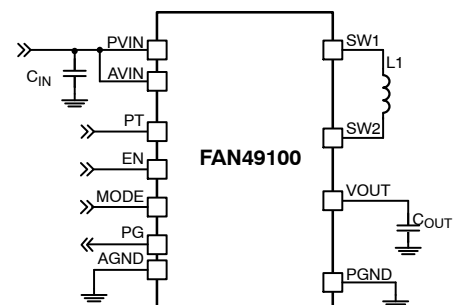 PVIN
CIN
AVIN
PT
EN
MODE
PG
AGND
FAN49100
SW1
L1
SW2
VOUT
COUT
PGND